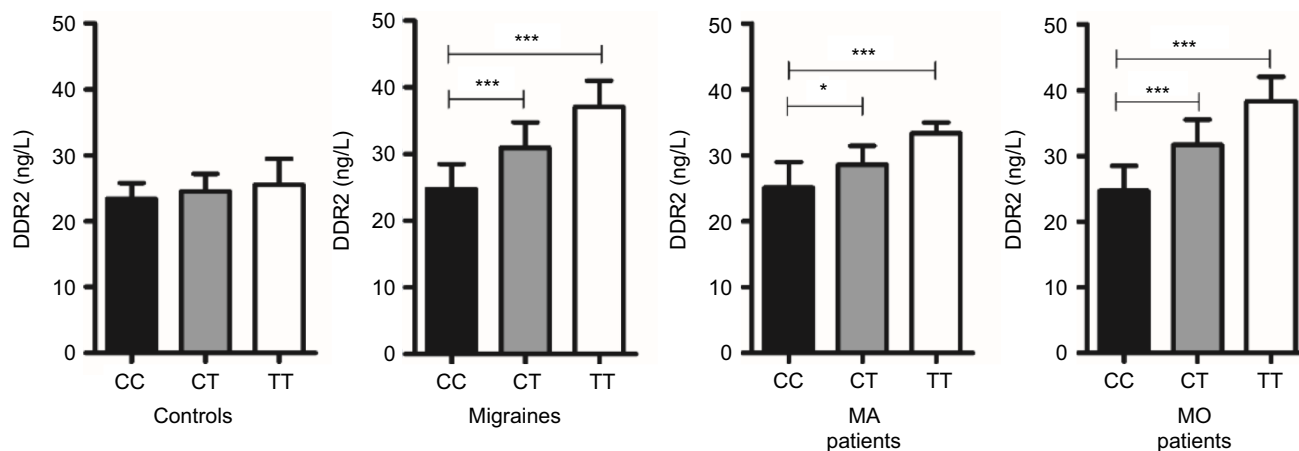 50
40
30
20
10
0
DDR2 (ng/L)
CC CT TT
Controls
50
40
30
20
10
0
DDR2 (ng/L)
***
***
CC CT TT
Migraines
50
40
30
20
10
0
DDR2 (ng/L)
***
*
CC CT TT
MA
patients
50
40
30
20
10
0
DDR2 (ng/L)
***
***
CC CT TT
MO
patients